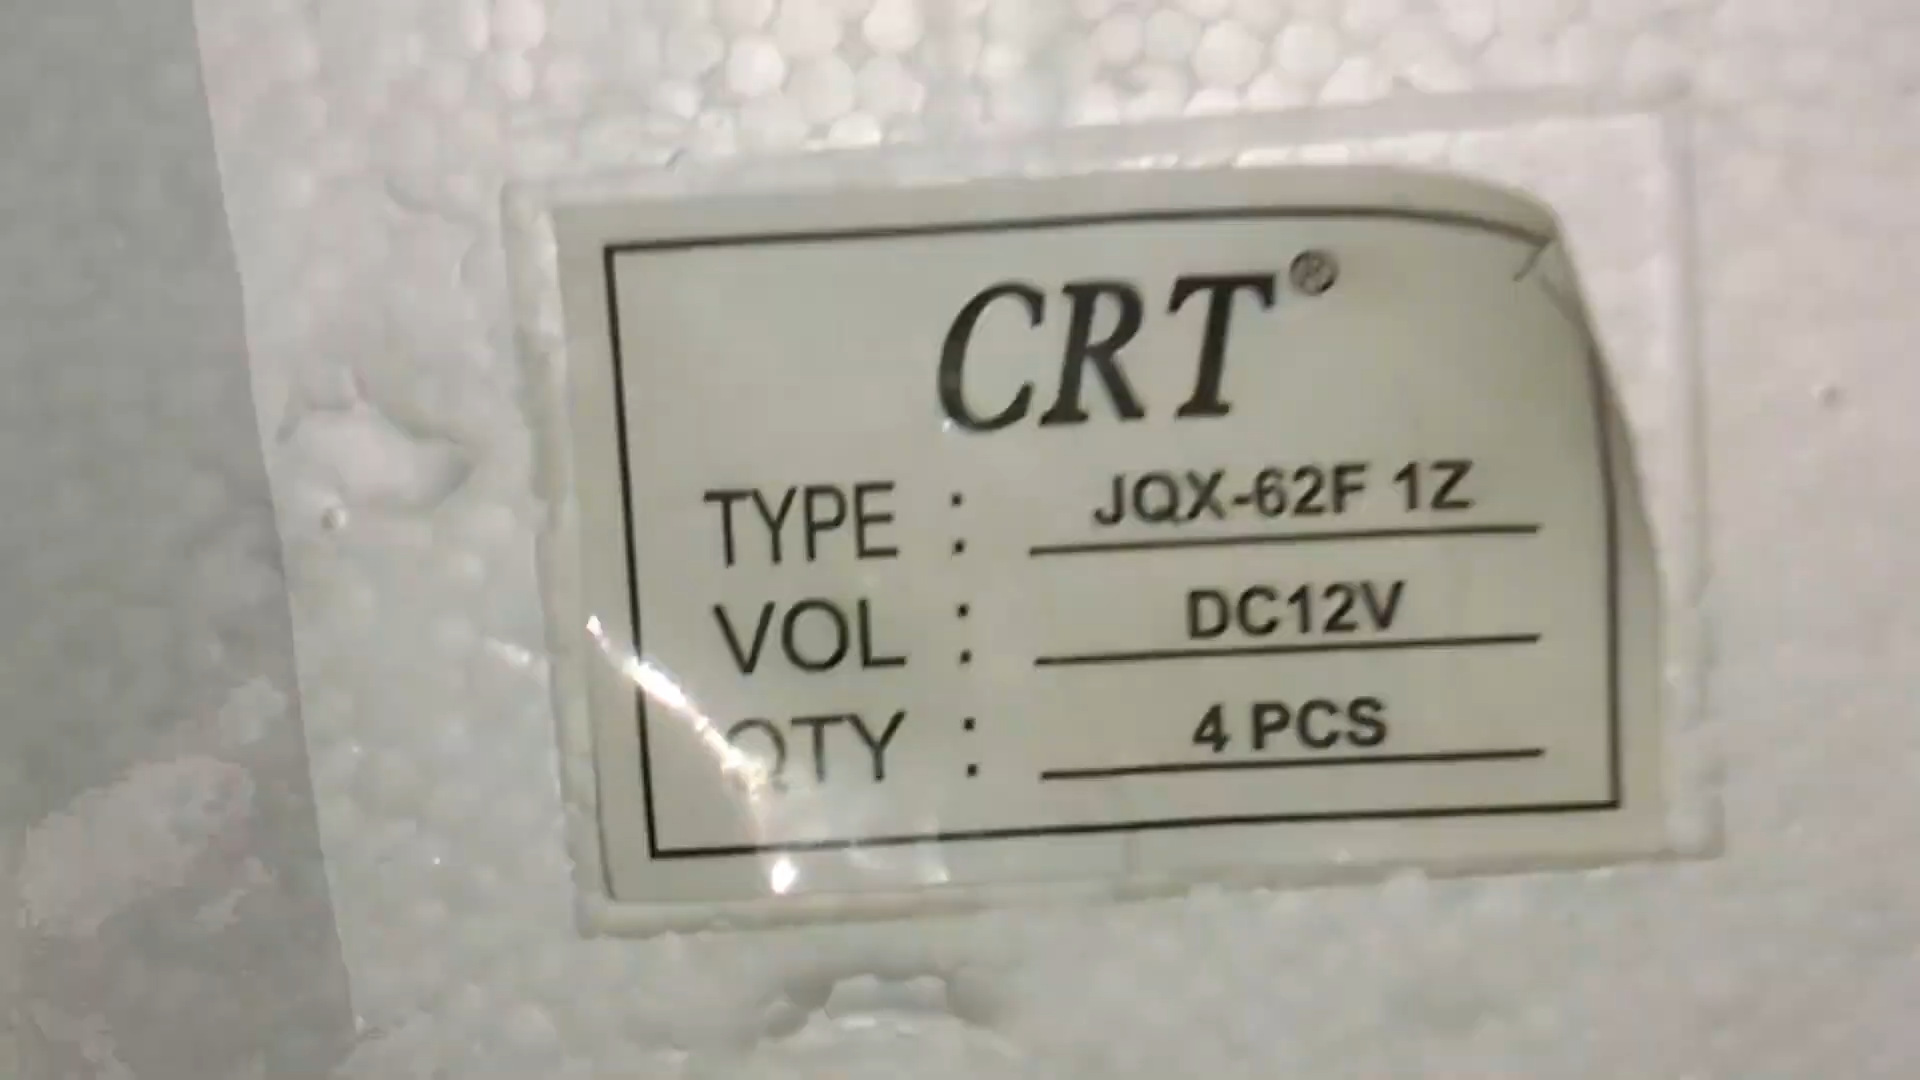 CRT®
TYPE : JQX-62F 1Z
VOL : DC12V
QTY : 4 PCS